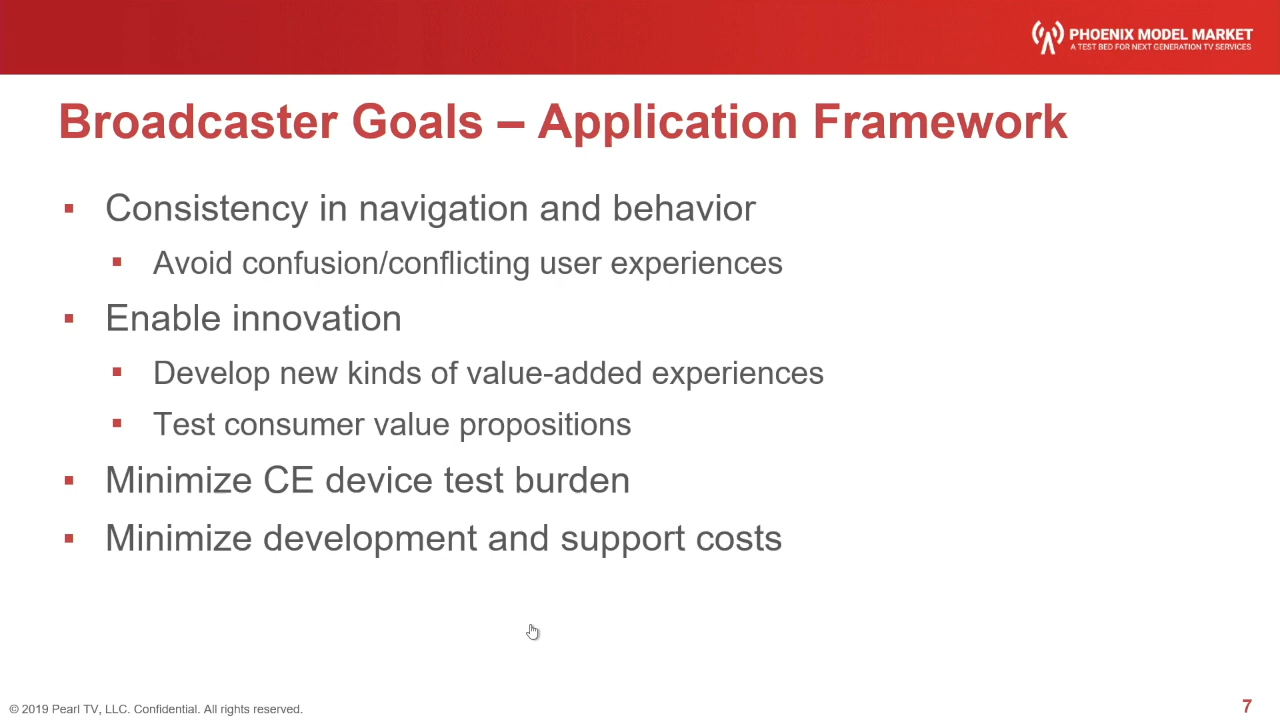 PHOENIX MODEL MARKET
A TEST BED FOR NEXT GENERATION TV SERVICES
Broadcaster Goals – Application Framework
▪ Consistency in navigation and behavior
▪ Avoid confusion/conflicting user experiences
▪ Enable innovation
▪ Develop new kinds of value-added experiences
▪ Test consumer value propositions
▪ Minimize CE device test burden
▪ Minimize development and support costs
© 2019 Pearl TV, LLC. Confidential. All rights reserved.
7